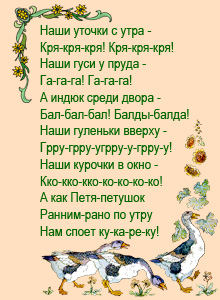 Наши уточки с утра -
Кря-кря-кря! Кря-кря-кря!
Наши гуси у пруда -
Га-га-га! Га-га-га!
А индюк среди двора -
Бал-бал-бал! Балды-балда!
Наши гуленьки вверху -
Грру-грру-угрру-у-грру-у!
Наши курочки в окно -
Кко-кко-кко-ко-ко-ко-ко!
А как Петя-петушок
Ранним-рано по утру
Нам споет ку-ка-ре-ку!